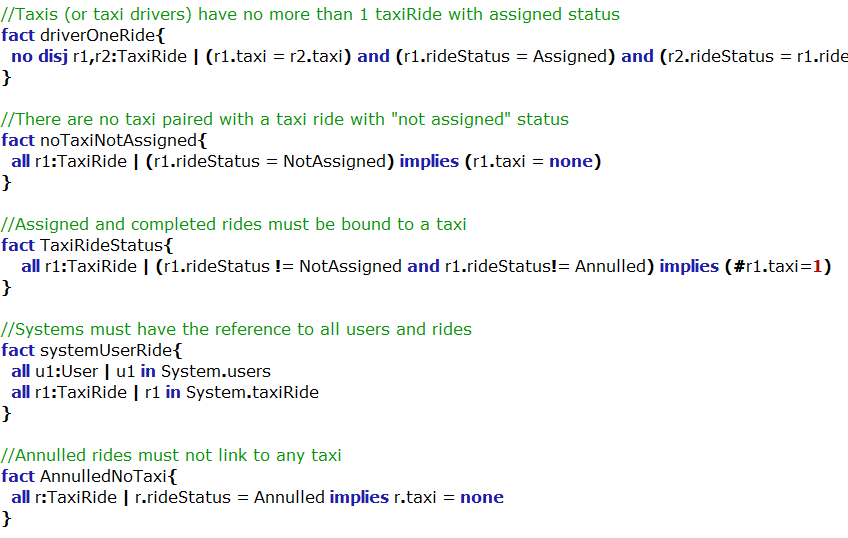 //Taxis (or taxi drivers) have no more than 1 taxiRide with assigned status
fact driverOneRide{
no disj r1,r2:TaxiRide | (r1.taxi = r2.taxi) and (r1.rideStatus = Assigned) and (r2.rideStatus = r1.ride
}
//There are no taxi paired with a taxi ride with "not assigned" status
fact noTaxiNotAssigned{
all r1:TaxiRide | (r1.rideStatus = NotAssigned) implies (r1.taxi = none)
}
//Assigned and completed rides must be bound to a taxi
fact TaxiRideStatus{
all r1:TaxiRide | (r1.rideStatus != NotAssigned and r1.rideStatus!= Annulled) implies (#r1.taxi=1)
}
//Systems must have the reference to all users and rides
fact systemUserRide{
all u1:User | u1 in System.users
all r1:TaxiRide | r1 in System.taxiRide
}
//Annulled rides must not link to any taxi
fact AnnulledNoTaxi{
all r:TaxiRide | r.rideStatus = Annulled implies r.taxi = none
}